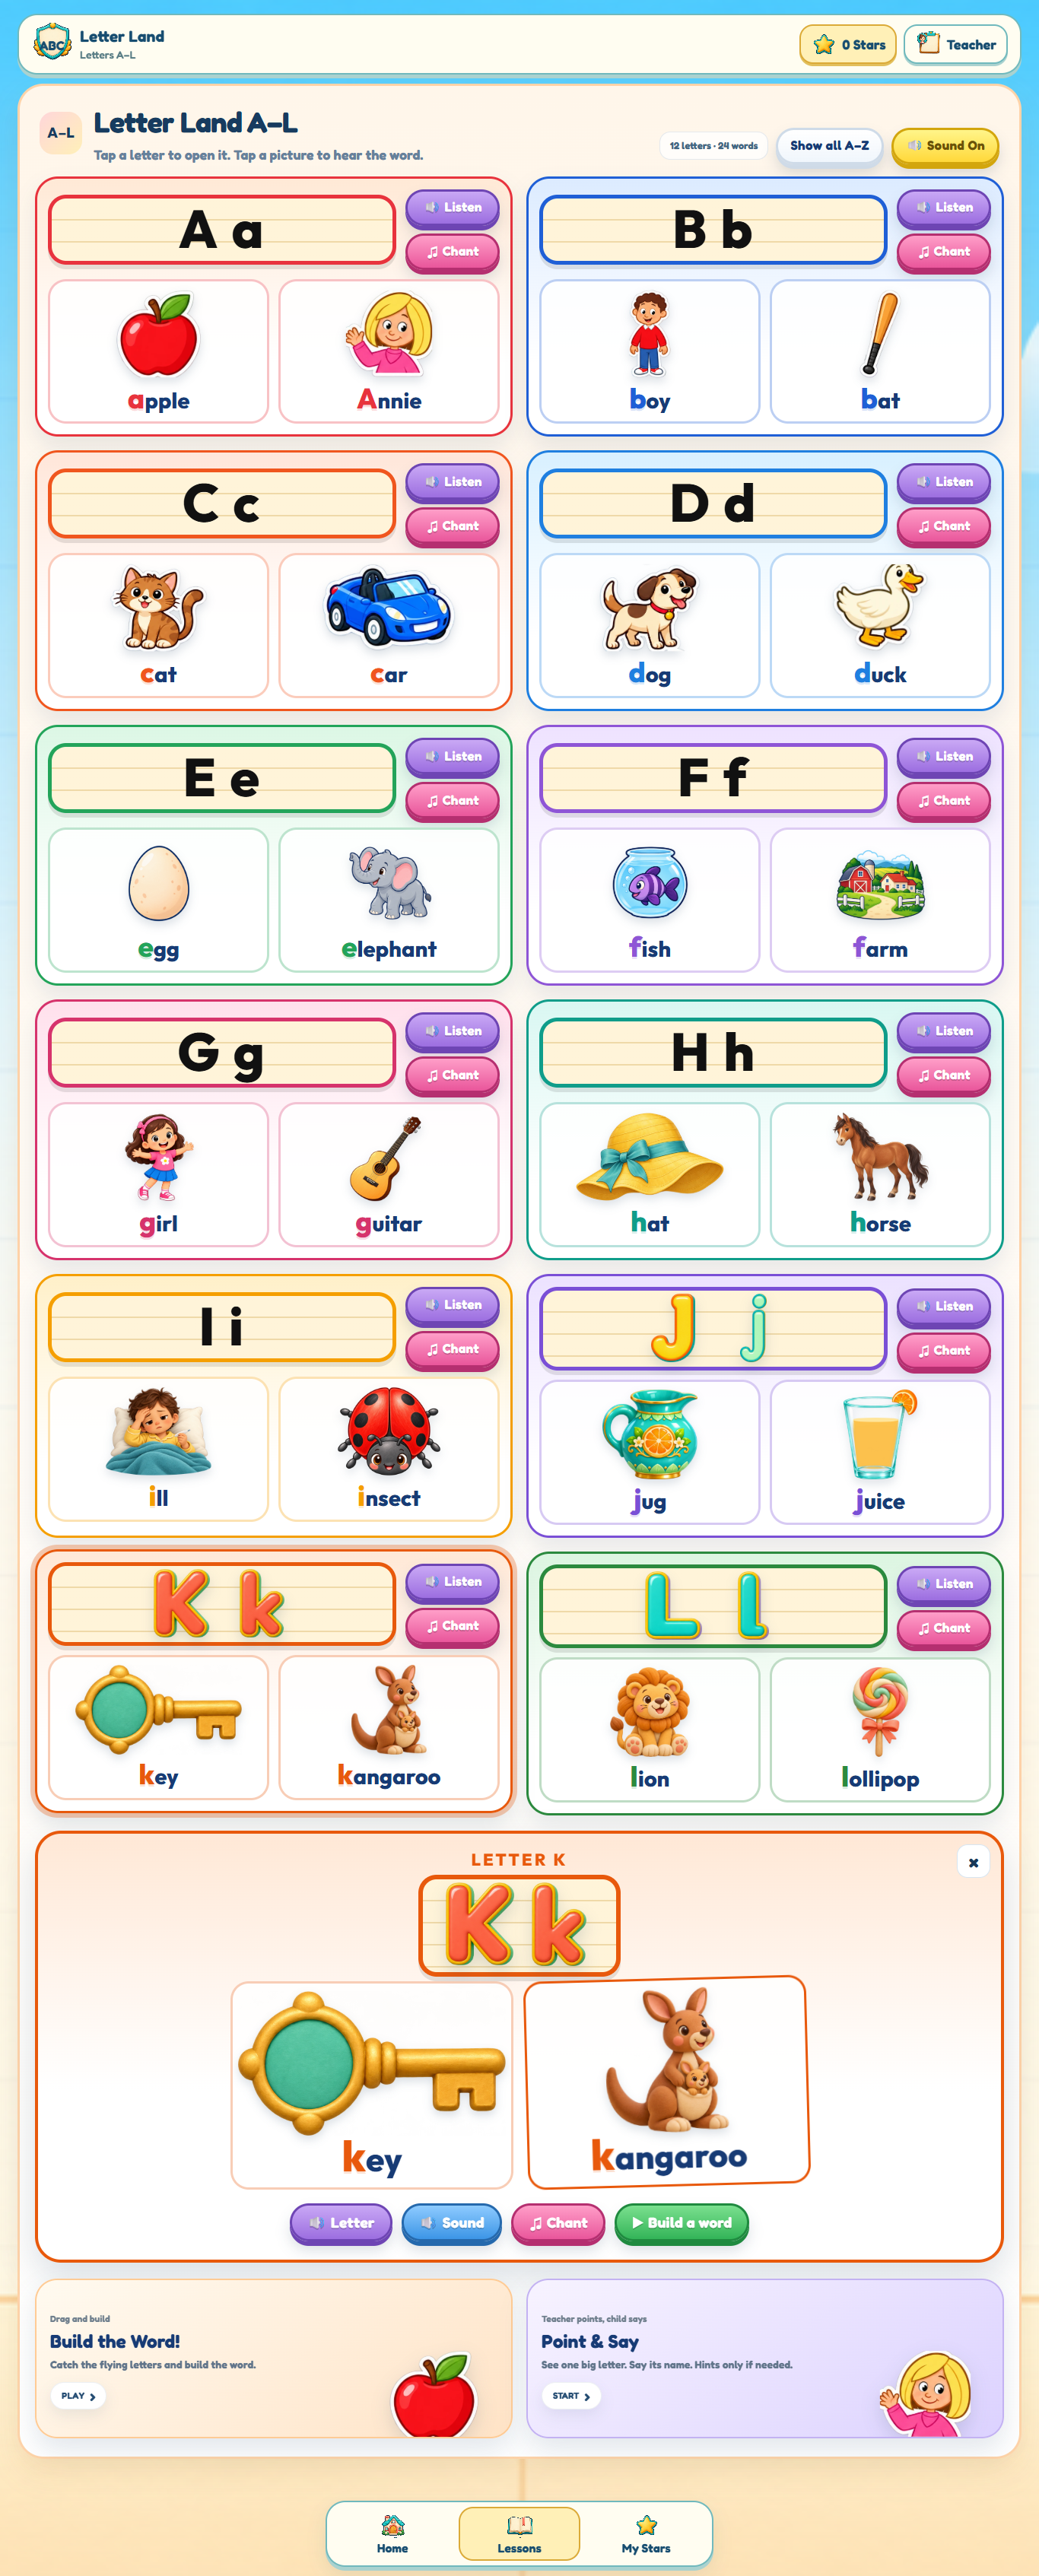 ABC
Letter Land
Letters A–L
0 Stars
Teacher
A–L
Letter Land A–L
Tap a letter to open it. Tap a picture to hear the word.
12 letters · 24 words
Show all A–Z
Sound On
A a
Listen
Chant
apple
Annie
B b
Listen
Chant
boy
bat
C c
Listen
Chant
cat
car
D d
Listen
Chant
dog
duck
E e
Listen
Chant
egg
elephant
F f
Listen
Chant
fish
farm
G g
Listen
Chant
girl
guitar
H h
Listen
Chant
hat
horse
I i
Listen
Chant
ill
insect
J j
Listen
Chant
jug
juice
K k
Listen
Chant
key
kangaroo
L l
Listen
Chant
lion
lollipop
LETTER K
K k
key
kangaroo
Letter
Sound
Chant
Build a word
Drag and build
Build the Word!
Catch the flying letters and build the word.
PLAY
Teacher points, child says
Point & Say
See one big letter. Say its name. Hints only if needed.
START
Home
Lessons
My Stars